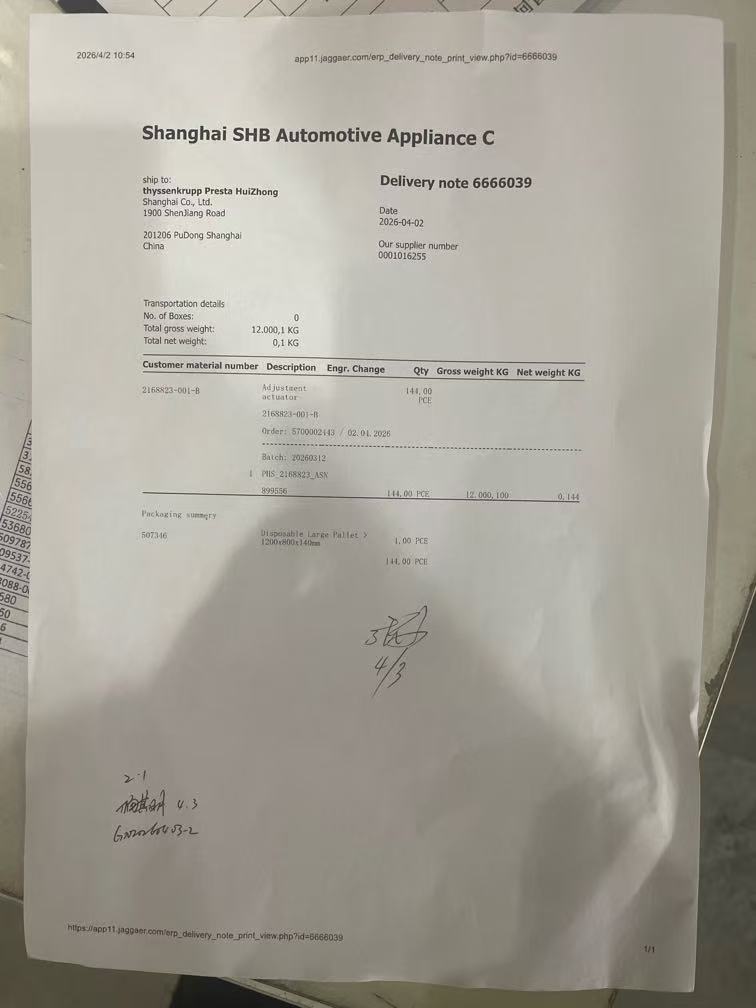 2026/4/2 10:54
app11.jaggaer.com/erp_delivery_note_print_view.php?id=6666039
Shanghai SHB Automotive Appliance C
ship to:
thyssenkrupp Presta HuiZhong
Shanghai Co., Ltd.
1900 ShenJiang Road
201206 PuDong Shanghai
China
Delivery note 6666039
Date
2026-04-02
Our supplier number
0001016255
Transportation details
No. of Boxes: 0
Total gross weight: 12.000,1 KG
Total net weight: 0,1 KG
Customer material number Description Engr. Change Qty Gross weight KG Net weight KG
2168823-001-B Adjustment actuator 144,00 PCE
2168823-001-B
Order: 5700002443 / 02.01.2026
Batch: 20260312
1 PHS_2168823_ASN
899556 144,00 PCE 12.000,100 0,144
Packaging summery
507346 Disposable Large Pallet > 1,00 PCE
1200x800x140mm
144,00 PCE
4/3
2.1
4.3
https://app11.jaggaer.com/erp_delivery_note_print_view.php?id=6666039
1/1